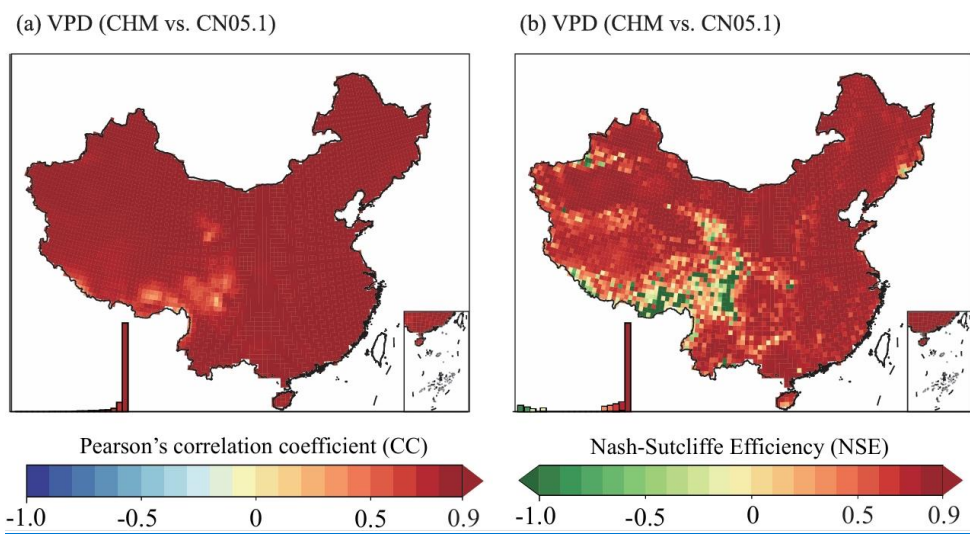 (a) VPD (CHM vs. CN05.1)
(b) VPD (CHM vs. CN05.1)
Pearson’s correlation coefficient (CC)
-1.0 -0.5 0 0.5 0.9
Nash-Sutcliffe Efficiency (NSE)
-1.0 -0.5 0 0.5 0.9